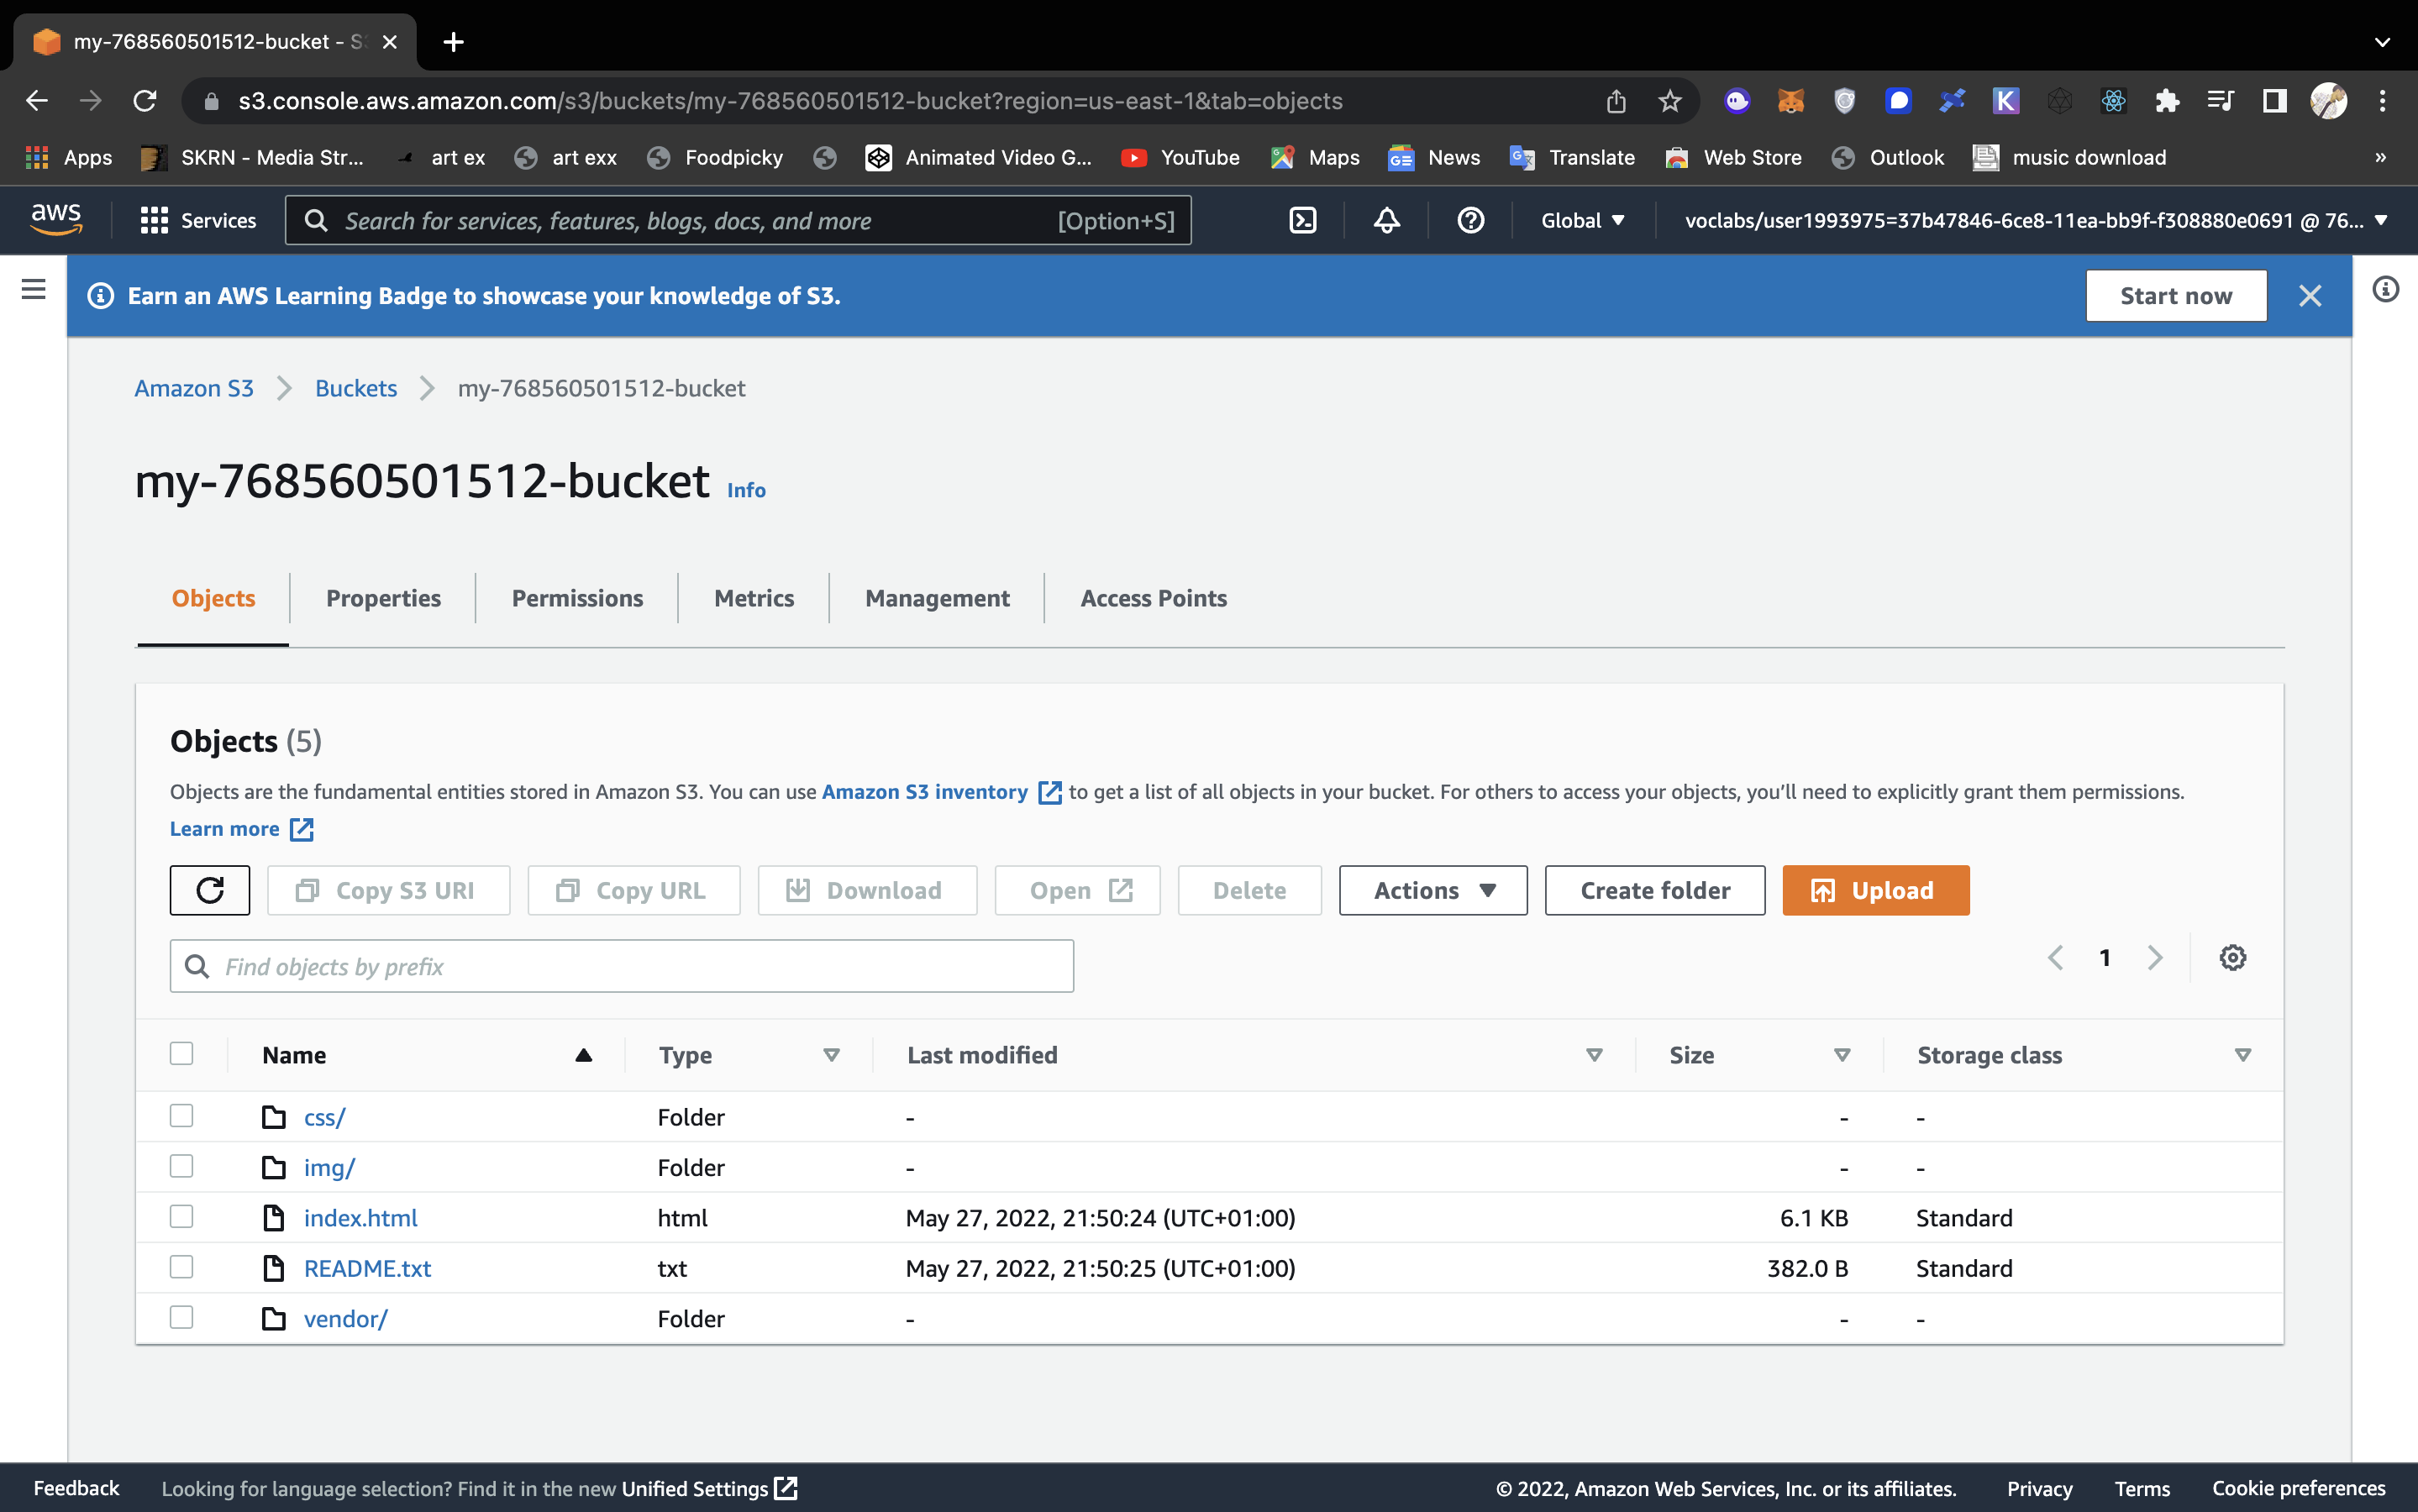 my-768560501512-bucket - S
s3.console.aws.amazon.com/s3/buckets/my-768560501512-bucket?region=us-east-1&tab=objects
Apps SKRN - Media Str... art ex art exx Foodpicky Animated Video G... YouTube Maps News Translate Web Store Outlook music download »
aws Services Search for services, features, blogs, docs, and more [Option+S] Global voclabs/user1993975=37b47846-6ce8-11ea-bb9f-f308880e0691 @ 76...
Earn an AWS Learning Badge to showcase your knowledge of S3. Start now
Amazon S3 Buckets my-768560501512-bucket
my-768560501512-bucket Info
Objects Properties Permissions Metrics Management Access Points
Objects (5)
Objects are the fundamental entities stored in Amazon S3. You can use Amazon S3 inventory to get a list of all objects in your bucket. For others to access your objects, you’ll need to explicitly grant them permissions.
Learn more
Copy S3 URI Copy URL Download Open Delete Actions Create folder Upload
Find objects by prefix 1
Name Type Last modified Size Storage class
css/ Folder - - -
img/ Folder - - -
index.html html May 27, 2022, 21:50:24 (UTC+01:00) 6.1 KB Standard
README.txt txt May 27, 2022, 21:50:25 (UTC+01:00) 382.0 B Standard
vendor/ Folder - - -
Feedback Looking for language selection? Find it in the new Unified Settings © 2022, Amazon Web Services, Inc. or its affiliates. Privacy Terms Cookie preferences